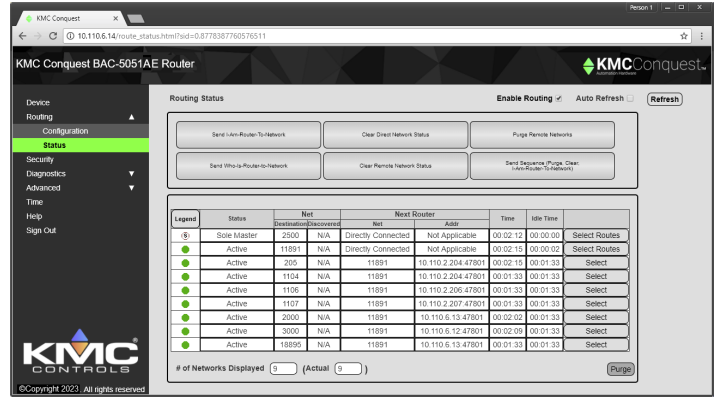 Person 1
KMC Conquest
10.110.6.14/route_status.html?sid=0.8778387760576511
KMC Conquest BAC-5051AE Router
KMC Conquest™
Automation Hardware
Device
Routing
Configuration
Status
Security
Diagnostics
Advanced
Time
Help
Sign Out
KMC
CONTROLS
®
©Copyright 2023, All rights reserved
Routing Status
Enable Routing
Auto Refresh
Refresh
Send I-Am-Router-To-Network
Clear Direct Network Status
Purge Remote Networks
Send Who-Is-Router-to-Network
Clear Remote Network Status
Send Sequence (Purge, Clear,
I-Am-Router-To-Network)
Legend Status Net Next Router Time Idle Time
Destination Discovered Net Addr
S Sole Master 2500 N/A Directly Connected Not Applicable 00:02:12 00:00:00 Select Routes
Active 11891 N/A Directly Connected Not Applicable 00:02:15 00:00:02 Select Routes
Active 205 N/A 11891 10.110.2.204:47801 00:02:15 00:01:33 Select
Active 1104 N/A 11891 10.110.2.204:47801 00:01:33 00:01:33 Select
Active 1106 N/A 11891 10.110.2.206:47801 00:01:33 00:01:33 Select
Active 1107 N/A 11891 10.110.2.207:47801 00:01:33 00:01:33 Select
Active 2000 N/A 11891 10.110.6.13:47801 00:02:02 00:01:33 Select
Active 3000 N/A 11891 10.110.6.12:47801 00:02:09 00:01:33 Select
Active 18895 N/A 11891 10.110.6.13:47801 00:01:33 00:01:33 Select
# of Networks Displayed 9 (Actual 9 )
Purge